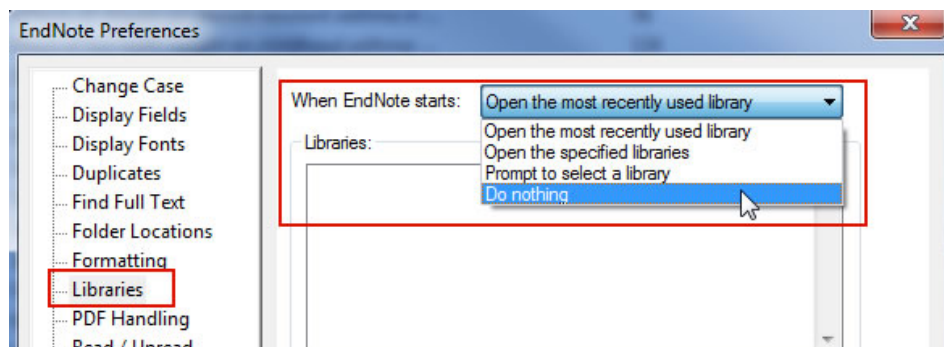 EndNote Preferences
Change Case
Display Fields
Display Fonts
Duplicates
Find Full Text
Folder Locations
Formatting
Libraries
PDF Handling
Read / Unread
When EndNote starts:
Open the most recently used library
Libraries:
Open the most recently used library
Open the specified libraries
Prompt to select a library
Do nothing